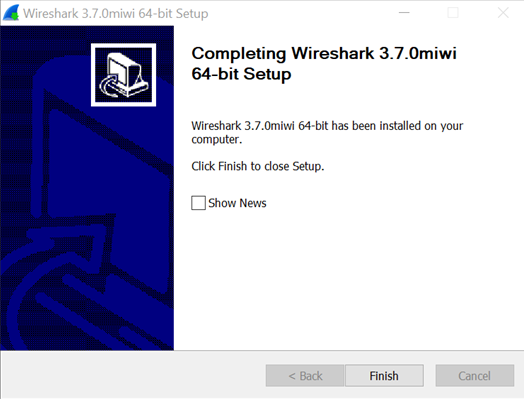 Wireshark 3.7.0miwi 64-bit Setup
Completing Wireshark 3.7.0miwi
64-bit Setup
Wireshark 3.7.0miwi 64-bit has been installed on your
computer.
Click Finish to close Setup.
Show News
< Back
Finish
Cancel